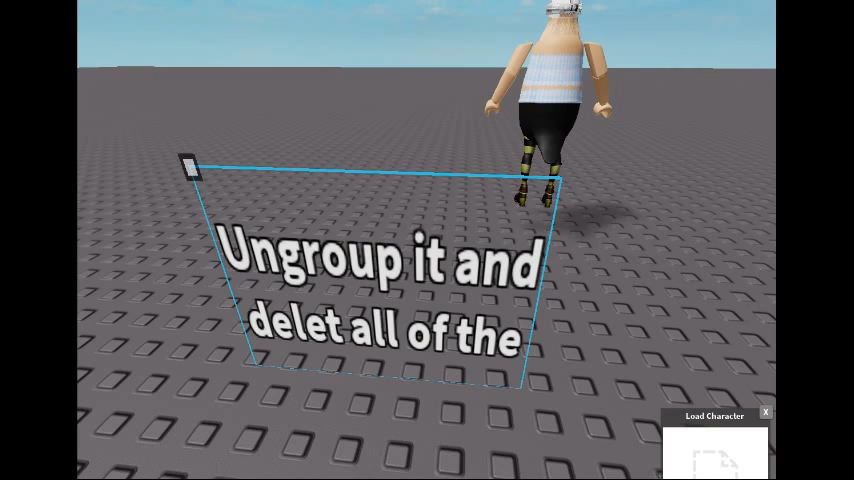 Ungroup it and
delet all of the
Load Character
X